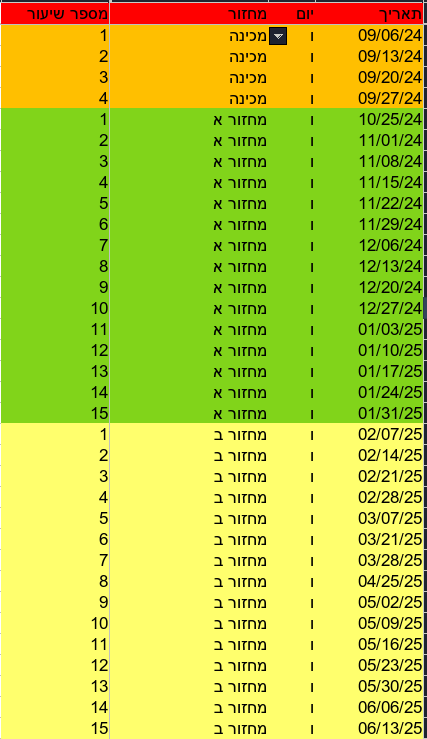 תאריך יום מחזור מספר שיעור
09/06/24 ו מכינה 1
09/13/24 ו מכינה 2
09/20/24 ו מכינה 3
09/27/24 ו מכינה 4
10/25/24 ו מחזור א 1
11/01/24 ו מחזור א 2
11/08/24 ו מחזור א 3
11/15/24 ו מחזור א 4
11/22/24 ו מחזור א 5
11/29/24 ו מחזור א 6
12/06/24 ו מחזור א 7
12/13/24 ו מחזור א 8
12/20/24 ו מחזור א 9
12/27/24 ו מחזור א 10
01/03/25 ו מחזור א 11
01/10/25 ו מחזור א 12
01/17/25 ו מחזור א 13
01/24/25 ו מחזור א 14
01/31/25 ו מחזור א 15
02/07/25 ו מחזור ב 1
02/14/25 ו מחזור ב 2
02/21/25 ו מחזור ב 3
02/28/25 ו מחזור ב 4
03/07/25 ו מחזור ב 5
03/21/25 ו מחזור ב 6
03/28/25 ו מחזור ב 7
04/25/25 ו מחזור ב 8
05/02/25 ו מחזור ב 9
05/09/25 ו מחזור ב 10
05/16/25 ו מחזור ב 11
05/23/25 ו מחזור ב 12
05/30/25 ו מחזור ב 13
06/06/25 ו מחזור ב 14
06/13/25 ו מחזור ב 15